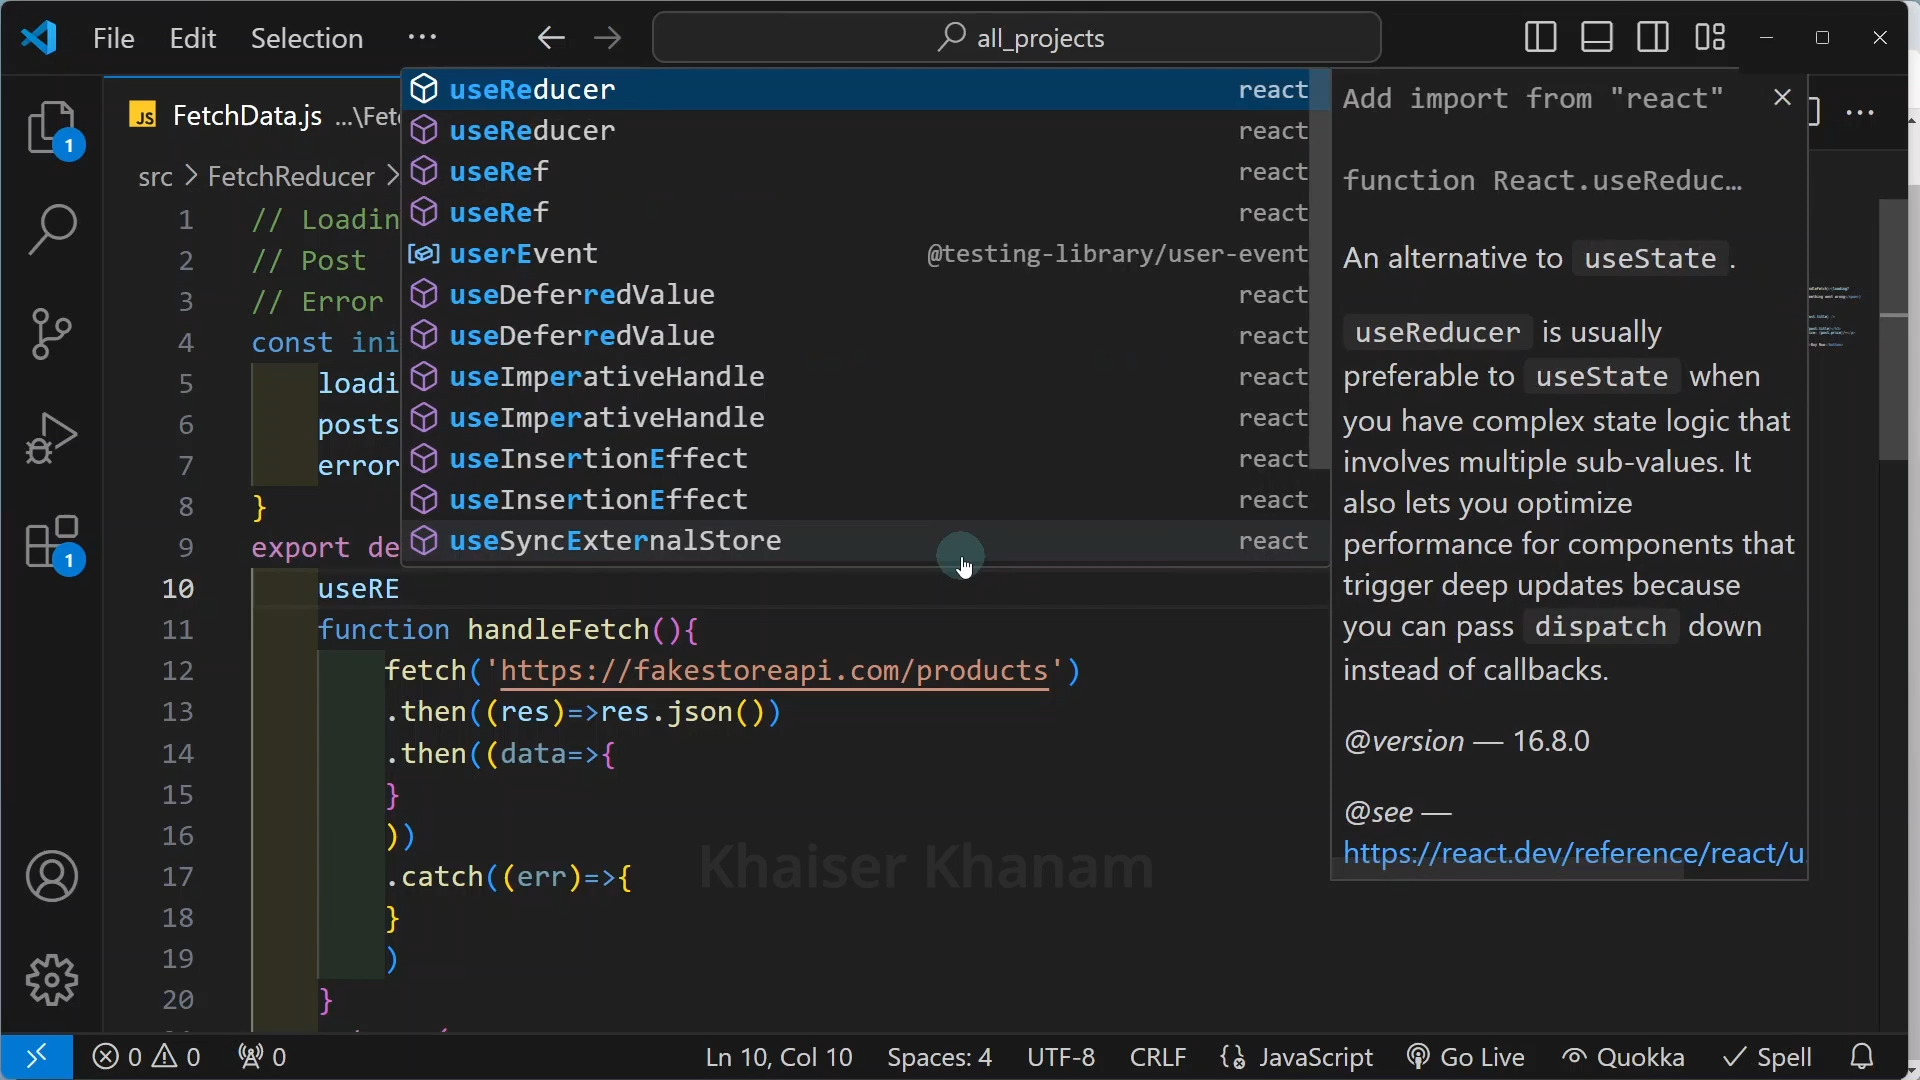 File Edit Selection ··· all_projects
JS FetchData.js ...\Fetc
src > FetchReducer >
useReducer react
useReducer react
useRef react
useRef react
userEvent @testing-library/user-event
useDeferredValue react
useDeferredValue react
useImperativeHandle react
useImperativeHandle react
useInsertionEffect react
useInsertionEffect react
useSyncExternalStore react
Add import from "react"
function React.useReduc…
An alternative to useState .
useReducer is usually
preferable to useState when
you have complex state logic that
involves multiple sub-values. It
also lets you optimize
performance for components that
trigger deep updates because
you can pass dispatch down
instead of callbacks.
@version — 16.8.0
@see —
https://react.dev/reference/react/u
1 // Loadin
2 // Post
3 // Error
4 const ini
5 loadi
6 posts
7 error
8 }
9 export de
10 useRE
11 function handleFetch(){
12 fetch('https://fakestoreapi.com/products')
13 .then((res)=>res.json())
14 .then((data=>{
15 }
16 ))
17 .catch((err)=>{
18 }
19 )
20 }
Khaiser Khanam
1
1
0 0 0 Ln 10, Col 10 Spaces: 4 UTF-8 CRLF JavaScript Go Live Quokka Spell